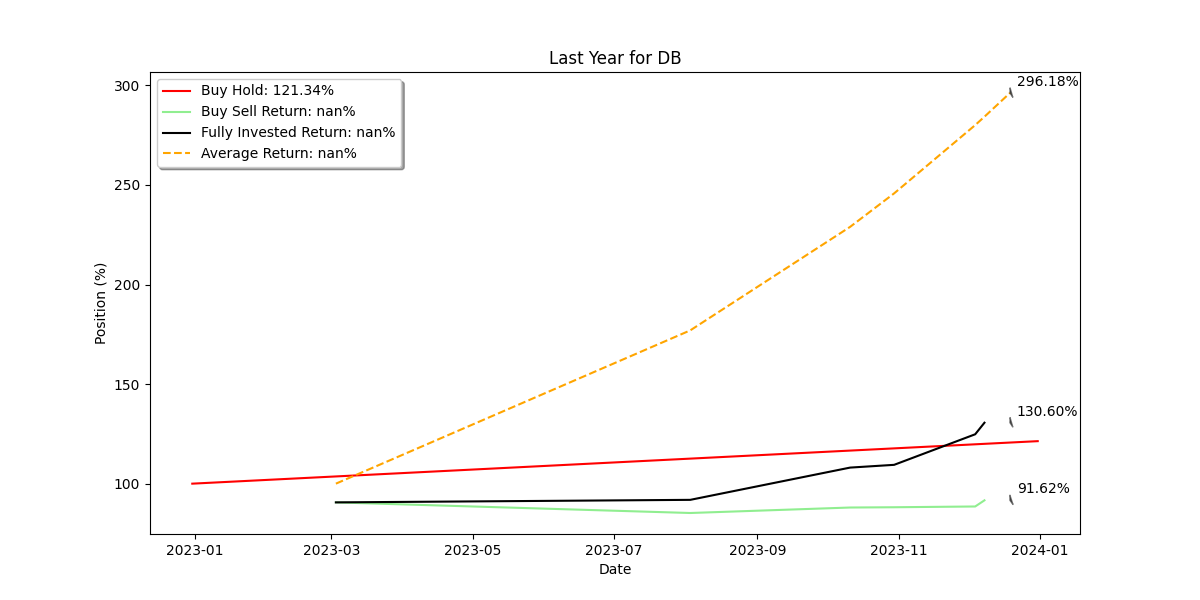 Last Year for DB
Buy Hold: 121.34%
Buy Sell Return: nan%
Fully Invested Return: nan%
Average Return: nan%
296.18%
130.60%
91.62%
Position (%)
300
250
200
150
100
2023-01 2023-03 2023-05 2023-07 2023-09 2023-11 2024-01
Date